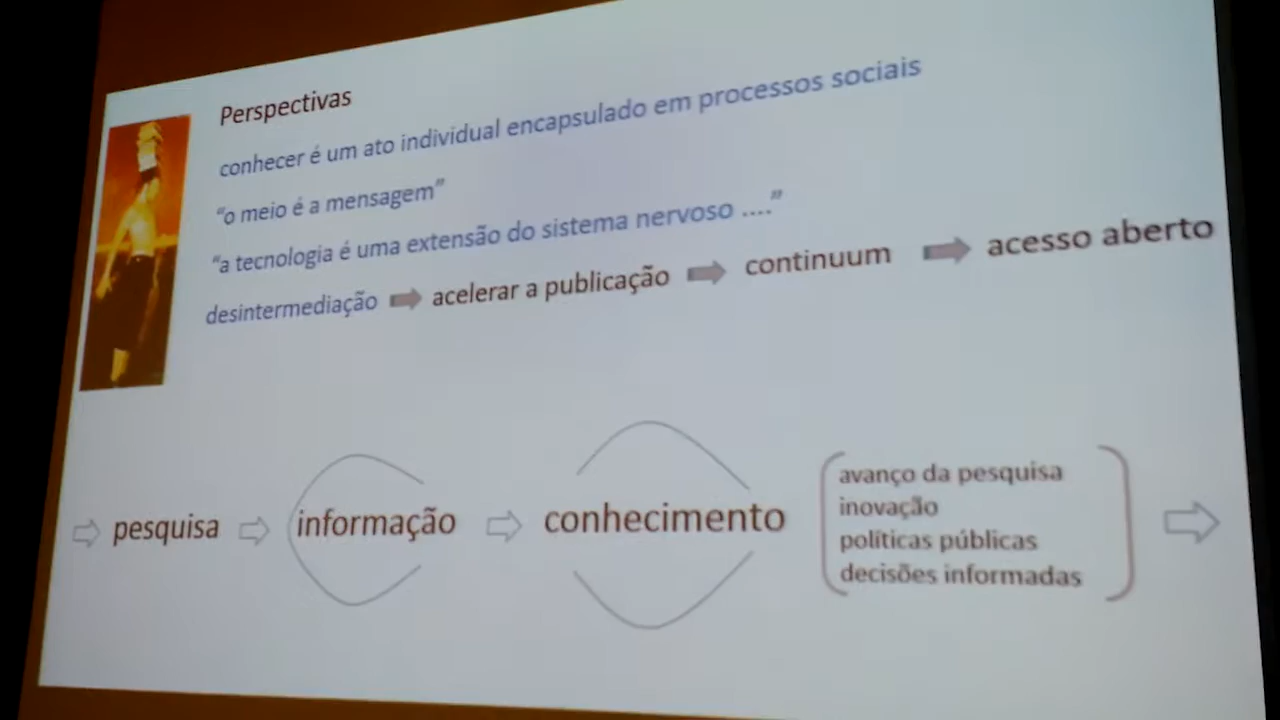 Perspectivas
conhecer é um ato individual encapsulado em processos sociais
“o meio é a mensagem”
“a tecnologia é uma extensão do sistema nervoso ....”
desintermediação acelerar a publicação continuum acesso aberto
pesquisa informação conhecimento
avanço da pesquisa
inovação
políticas públicas
decisões informadas